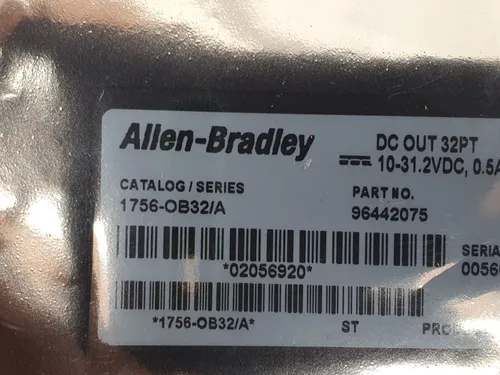 Allen-Bradley
DC OUT 32PT
10-31.2VDC, 0.5A
CATALOG / SERIES
1756-OB32/A
PART NO.
96442075
SERIA
0056
*02056920*
*1756-OB32/A*
ST
PROD